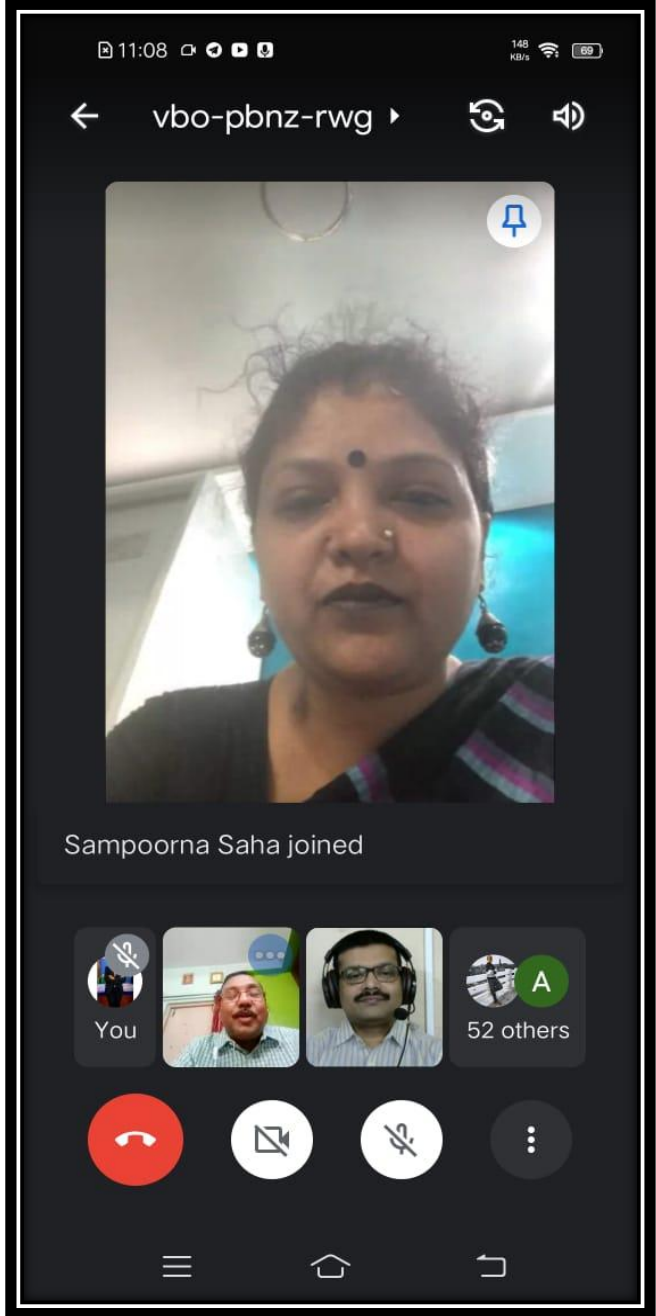 11:08
148
KB/s
69
vbo-pbnz-rwg
Sampoorna Saha joined
A
You
52 others